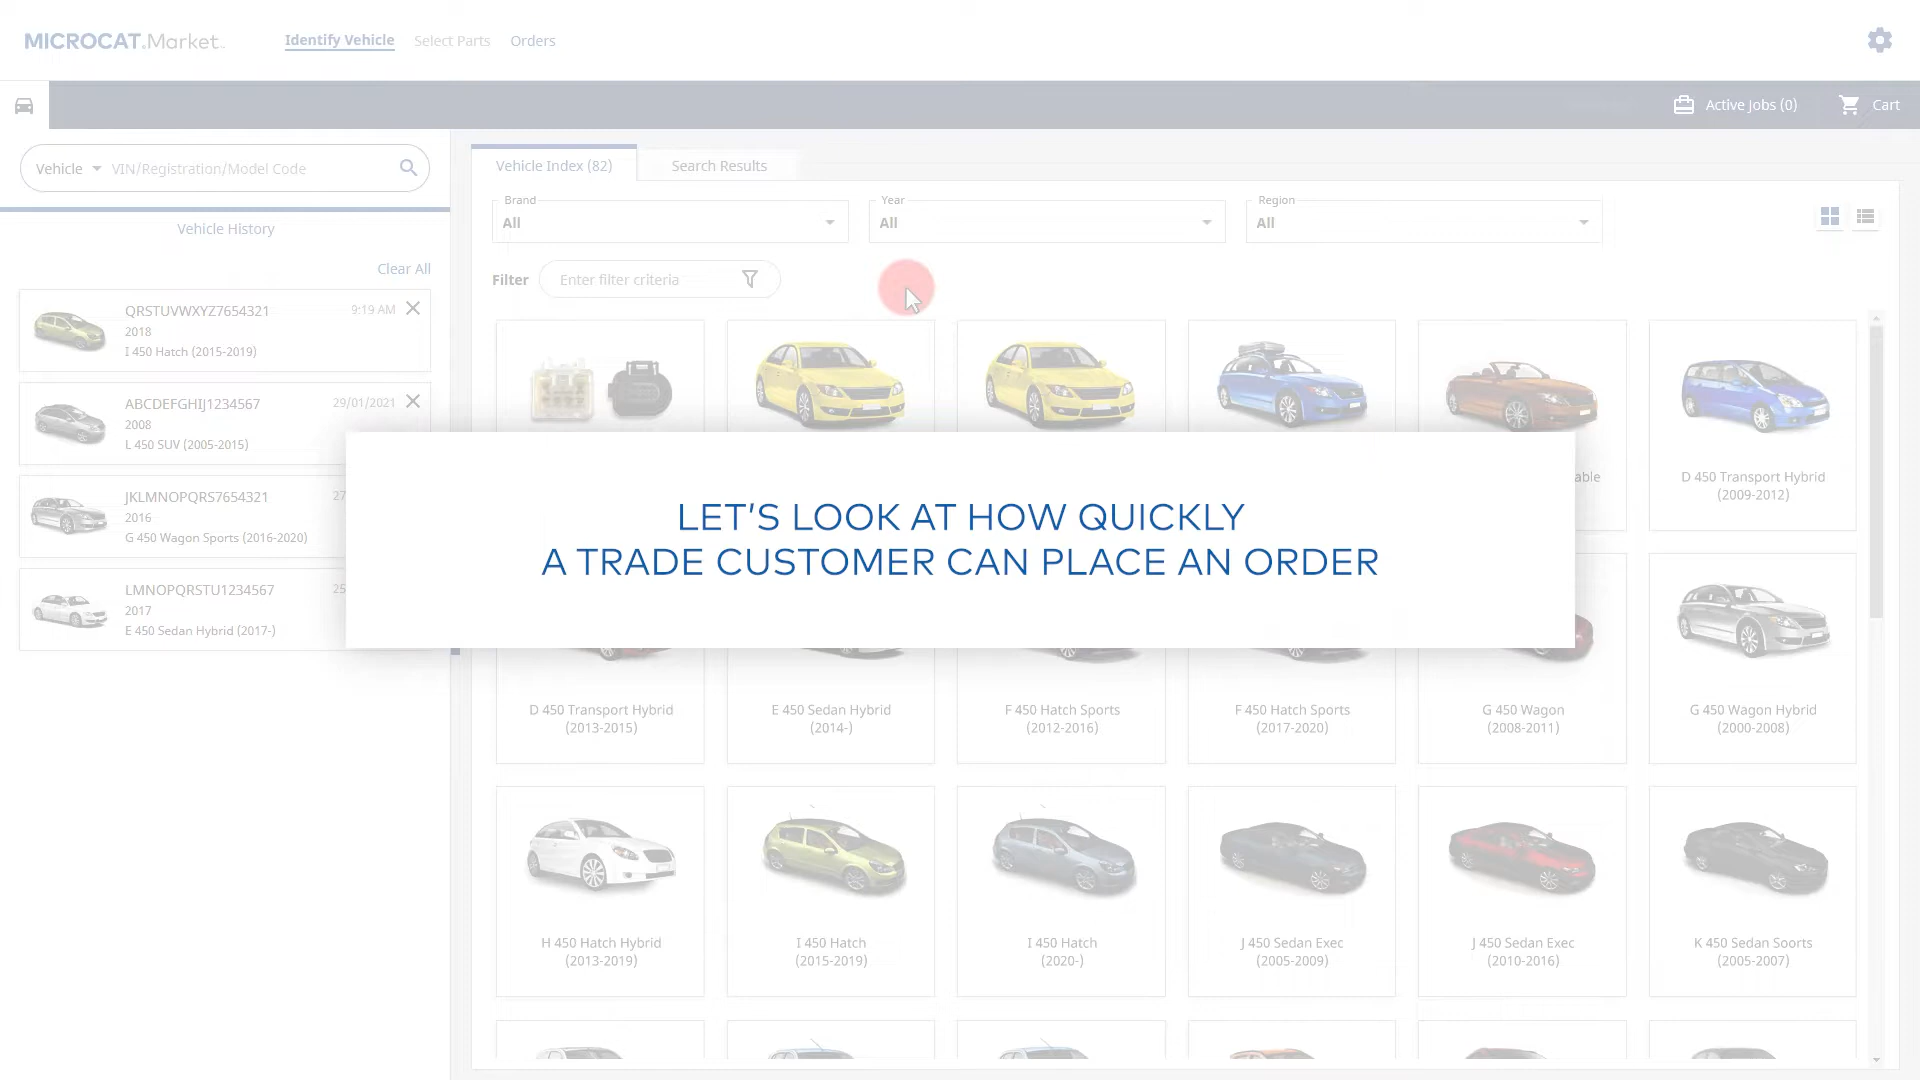 MICROCAT.Market
Identify Vehicle
Select Parts
Orders
Active Jobs (0)
Cart
Vehicle
VIN/Registration/Model Code
Vehicle History
Clear All
QRSTUVWXYZ7654321
9:19 AM
2018
I 450 Hatch (2015-2019)
ABCDEFGHIJ1234567
29/01/2021
2008
L 450 SUV (2005-2015)
JKLMNOPQRS7654321
27
2016
G 450 Wagon Sports (2016-2020)
LMNOPQRSTU1234567
25
2017
E 450 Sedan Hybrid (2017-)
Vehicle Index (82)
Search Results
Brand
All
Year
All
Region
All
Filter
Enter filter criteria
able
D 450 Transport Hybrid
(2009-2012)
LET'S LOOK AT HOW QUICKLY
A TRADE CUSTOMER CAN PLACE AN ORDER
D 450 Transport Hybrid
(2013-2015)
E 450 Sedan Hybrid
(2014-)
F 450 Hatch Sports
(2012-2016)
F 450 Hatch Sports
(2017-2020)
G 450 Wagon
(2008-2011)
G 450 Wagon Hybrid
(2000-2008)
H 450 Hatch Hybrid
(2013-2019)
I 450 Hatch
(2015-2019)
I 450 Hatch
(2020-)
J 450 Sedan Exec
(2005-2009)
J 450 Sedan Exec
(2010-2016)
K 450 Sedan Soorts
(2005-2007)